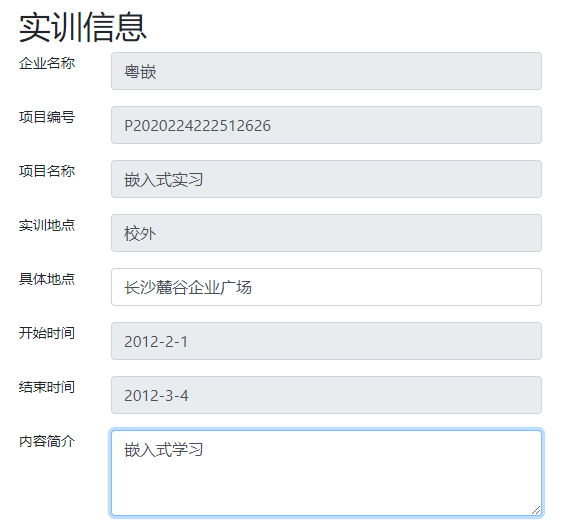 实训信息
企业名称 粤嵌
项目编号 P2020224222512626
项目名称 嵌入式实习
实训地点 校外
具体地点 长沙麓谷企业广场
开始时间 2012-2-1
结束时间 2012-3-4
内容简介 嵌入式学习